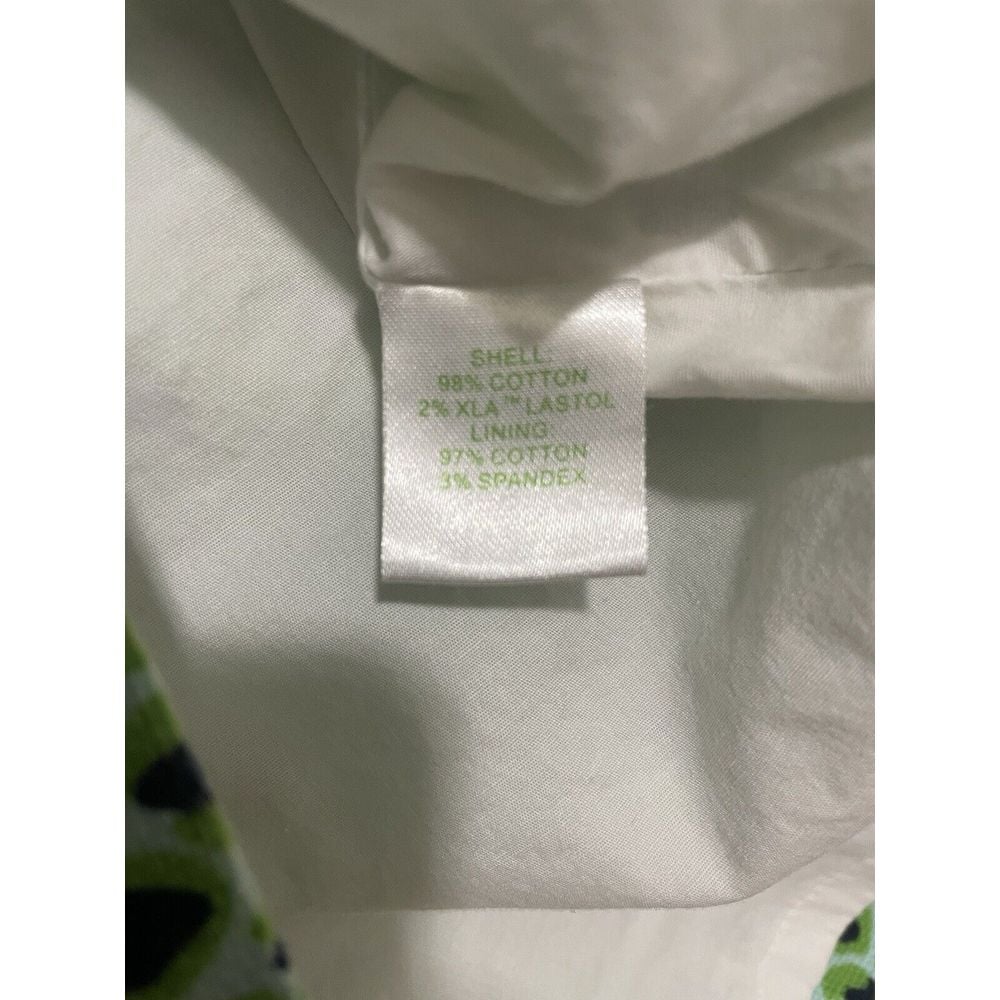 SHELL:
98% COTTON
2% XLA™ LASTOL
LINING:
97% COTTON
3% SPANDEX